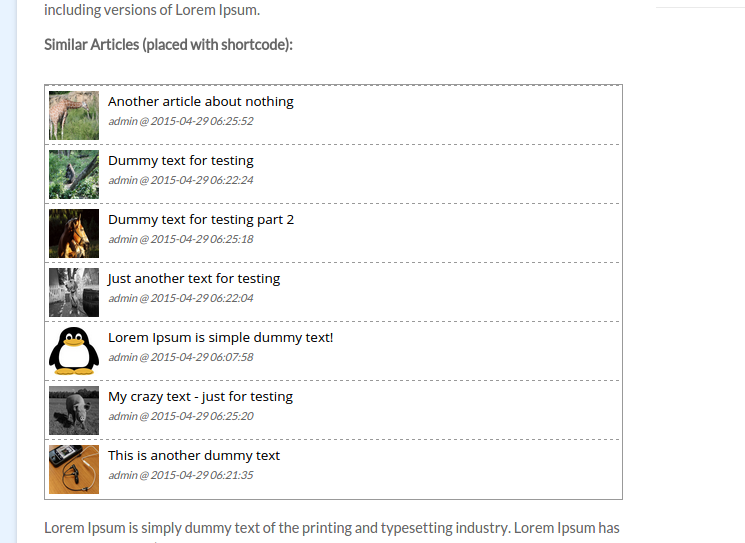 including versions of Lorem Ipsum.
Similar Articles (placed with shortcode):
Another article about nothing
admin @ 2015-04-29 06:25:52
Dummy text for testing
admin @ 2015-04-29 06:22:24
Dummy text for testing part 2
admin @ 2015-04-29 06:25:18
Just another text for testing
admin @ 2015-04-29 06:22:04
Lorem Ipsum is simple dummy text!
admin @ 2015-04-29 06:07:58
My crazy text - just for testing
admin @ 2015-04-29 06:25:20
This is another dummy text
admin @ 2015-04-29 06:21:35
Lorem Ipsum is simply dummy text of the printing and typesetting industry. Lorem Ipsum has